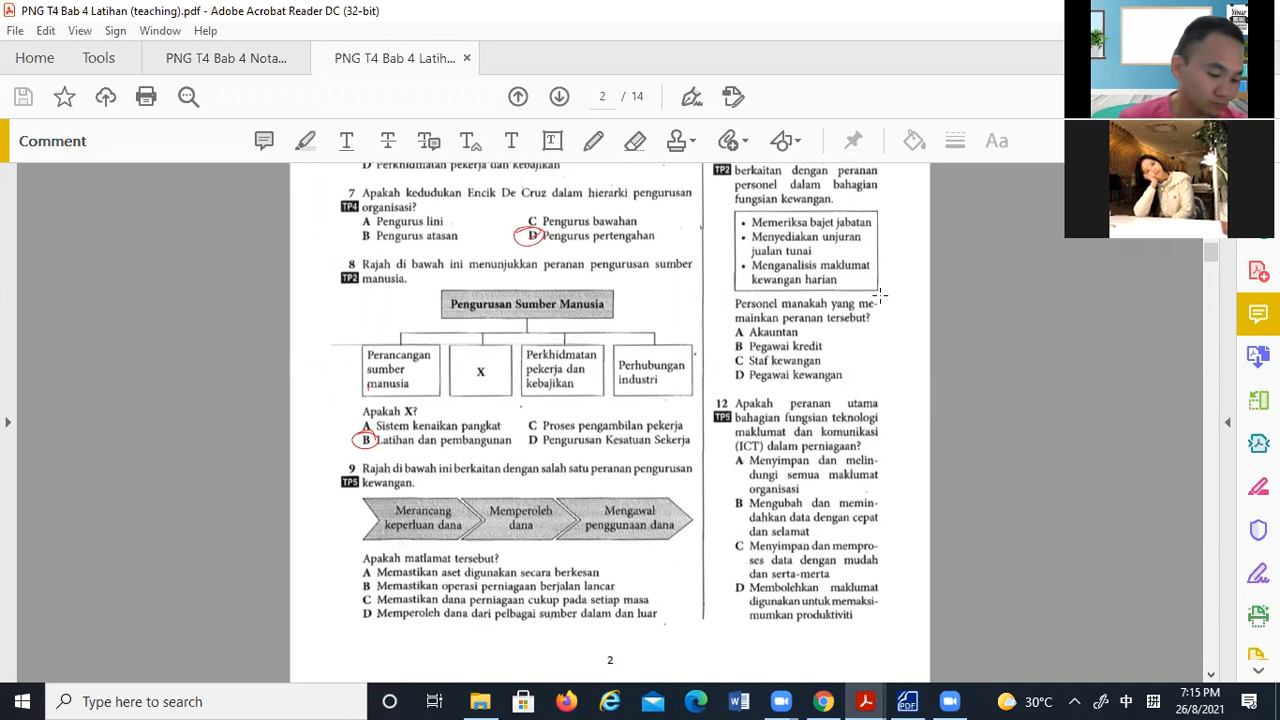 PNG T4 Bab 4 Latihan (teaching).pdf - Adobe Acrobat Reader DC (32-bit)
File Edit View Sign Window Help
Home Tools PNG T4 Bab 4 Nota... PNG T4 Bab 4 Latih... ×
2 / 14
Comment
Aa
D Perkhidmatan pekerja dan kebajikan
7 Apakah kedudukan Encik De Cruz dalam hierarki pengurusan
TP4 organisasi?
A Pengurus lini C Pengurus bawahan
B Pengurus atasan D Pengurus pertengahan
8 Rajah di bawah ini menunjukkan peranan pengurusan sumber
TP2 manusia.
Pengurusan Sumber Manusia
Perancangan
sumber
manusia
X
Perkhidmatan
pekerja dan
kebajikan
Perhubungan
industri
Apakah X?
A Sistem kenaikan pangkat C Proses pengambilan pekerja
B Latihan dan pembangunan D Pengurusan Kesatuan Sekerja
9 Rajah di bawah ini berkaitan dengan salah satu peranan pengurusan
TP5 kewangan.
Merancang
keperluan dana
Memperoleh
dana
Mengawal
penggunaan dana
Apakah matlamat tersebut?
A Memastikan aset digunakan secara berkesan
B Memastikan operasi perniagaan berjalan lancar
C Memastikan dana perniagaan cukup pada setiap masa
D Memperoleh dana dari pelbagai sumber dalam dan luar
TP2 berkaitan dengan peranan
personel dalam bahagian
fungsian kewangan.
• Memeriksa bajet jabatan
• Menyediakan unjuran
jualan tunai
• Menganalisis maklumat
kewangan harian
Personel manakah yang me-
mainkan peranan tersebut?
A Akauntan
B Pegawai kredit
C Staf kewangan
D Pegawai kewangan
12 Apakah peranan utama
TP5 bahagian fungsian teknologi
maklumat dan komunikasi
(ICT) dalam perniagaan?
A Menyimpan dan melin-
dungi semua maklumat
organisasi
B Mengubah dan memin-
dahkan data dengan cepat
dan selamat
C Menyimpan dan mempro-
ses data dengan mudah
dan serta-merta
D Membolehkan maklumat
digunakan untuk memaksi-
mumkan produktiviti
2
Type here to search
30°C
中
拼
7:15 PM
26/8/2021